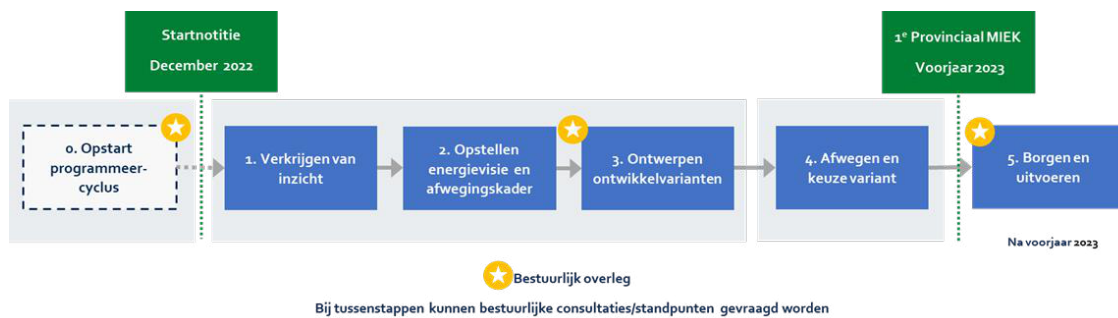 Startnotitie
December 2022
1e Provinciaal MIEK
Voorjaar 2023
0. Opstart
programmeer-
cyclus
1. Verkrijgen van
inzicht
2. Opstellen
energievisie en
afwegingskader
3. Ontwerpen
ontwikkelvarianten
4. Afwegen en
keuze variant
5. Borgen en
uitvoeren
Na voorjaar 2023
Bestuurlijk overleg
Bij tussenstappen kunnen bestuurlijke consultaties/standpunten gevraagd worden